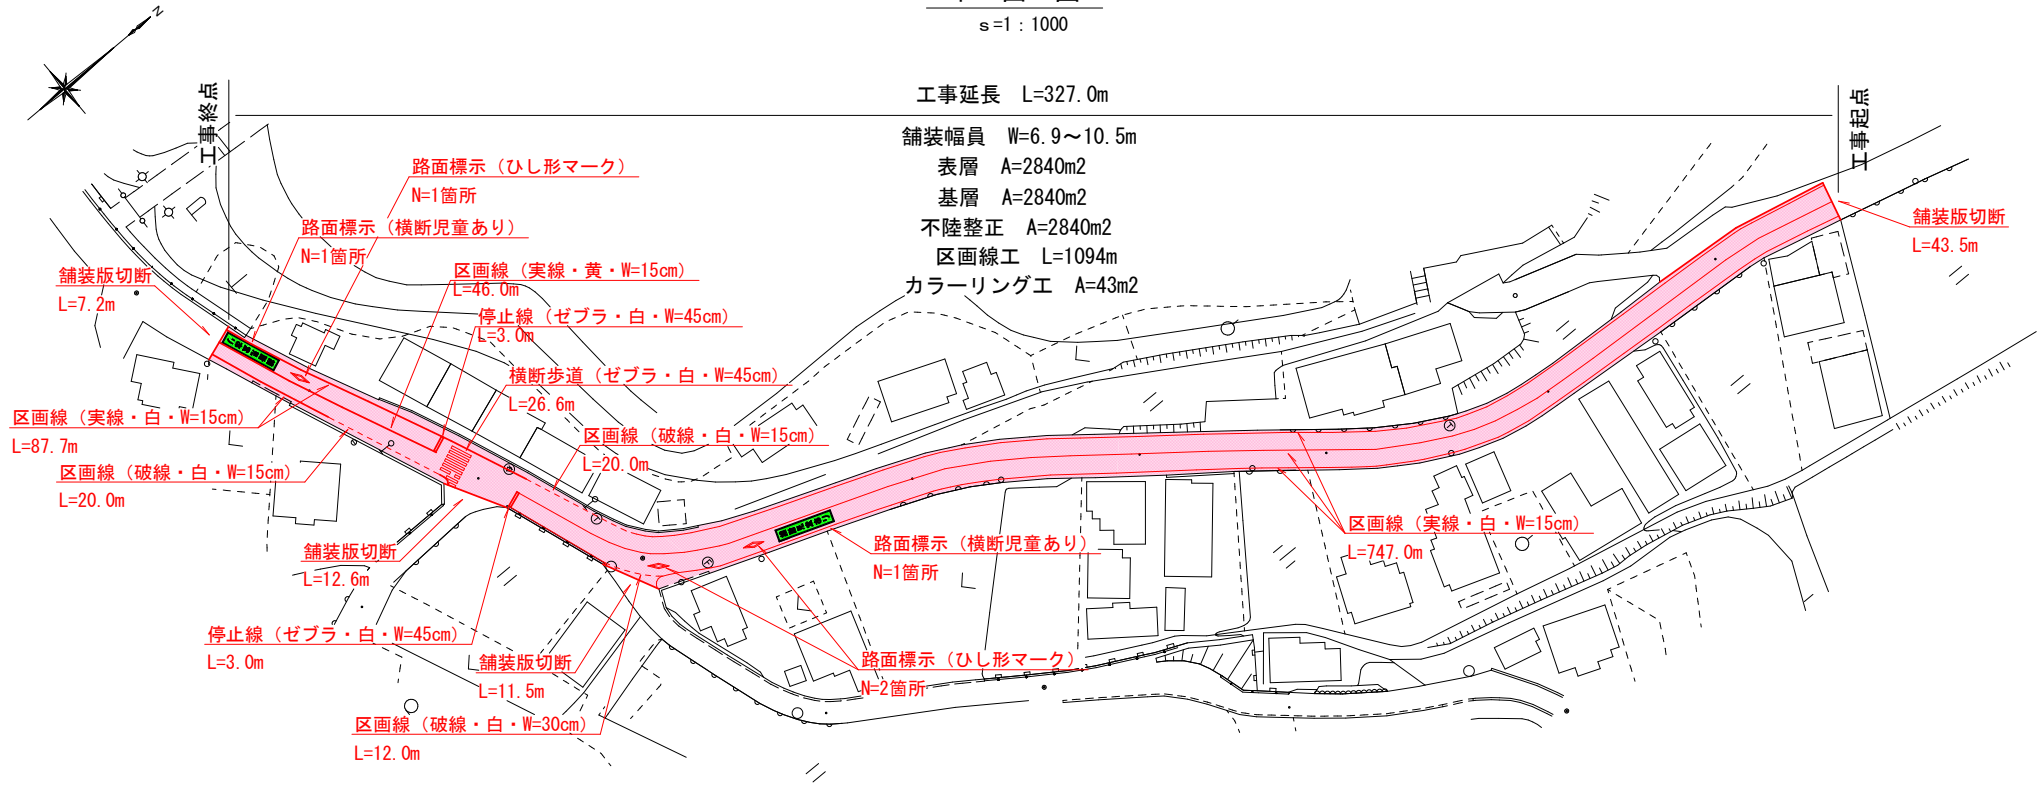 s=1：1000
N
工事終点
工事起点
工事延長　L=327.0m
舗装幅員　W=6.9～10.5m
表層　A=2840m2
基層　A=2840m2
不陸整正　A=2840m2
区画線工　L=1094m
カラーリング工　A=43m2
路面標示（ひし形マーク）
N=1箇所
路面標示（横断児童あり）
N=1箇所
舗装版切断
L=7.2m
区画線（実線・黄・W=15cm）
L=46.0m
停止線（ゼブラ・白・W=45cm）
L=3.0m
横断歩道（ゼブラ・白・W=45cm）
L=26.6m
区画線（破線・白・W=15cm）
L=20.0m
区画線（実線・白・W=15cm）
L=87.7m
区画線（破線・白・W=15cm）
L=20.0m
舗装版切断
L=12.6m
停止線（ゼブラ・白・W=45cm）
L=3.0m
舗装版切断
L=11.5m
区画線（破線・白・W=30cm）
L=12.0m
路面標示（横断児童あり）
N=1箇所
路面標示（ひし形マーク）
N=2箇所
区画線（実線・白・W=15cm）
L=747.0m
舗装版切断
L=43.5m